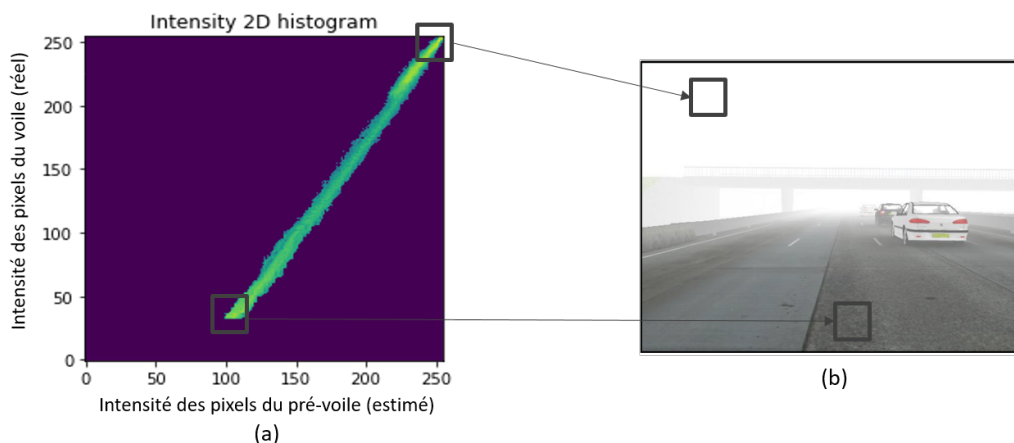 Intensity 2D histogram
Intensité des pixels du voile (réel)
250
200
150
100
50
0
0 50 100 150 200 250
Intensité des pixels du pré-voile (estimé)
(a)
(b)